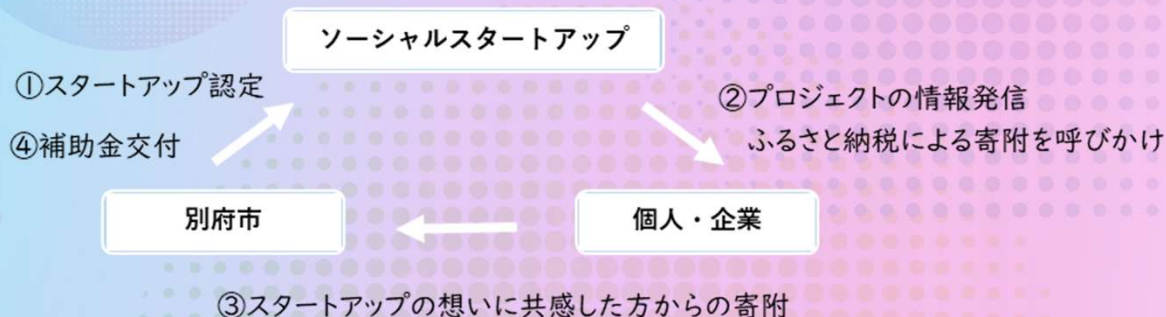 ソーシャルスタートアップ
①スタートアップ認定
②プロジェクトの情報発信
ふるさと納税による寄附を呼びかけ
④補助金交付
別府市
個人・企業
③スタートアップの想いに共感した方からの寄附